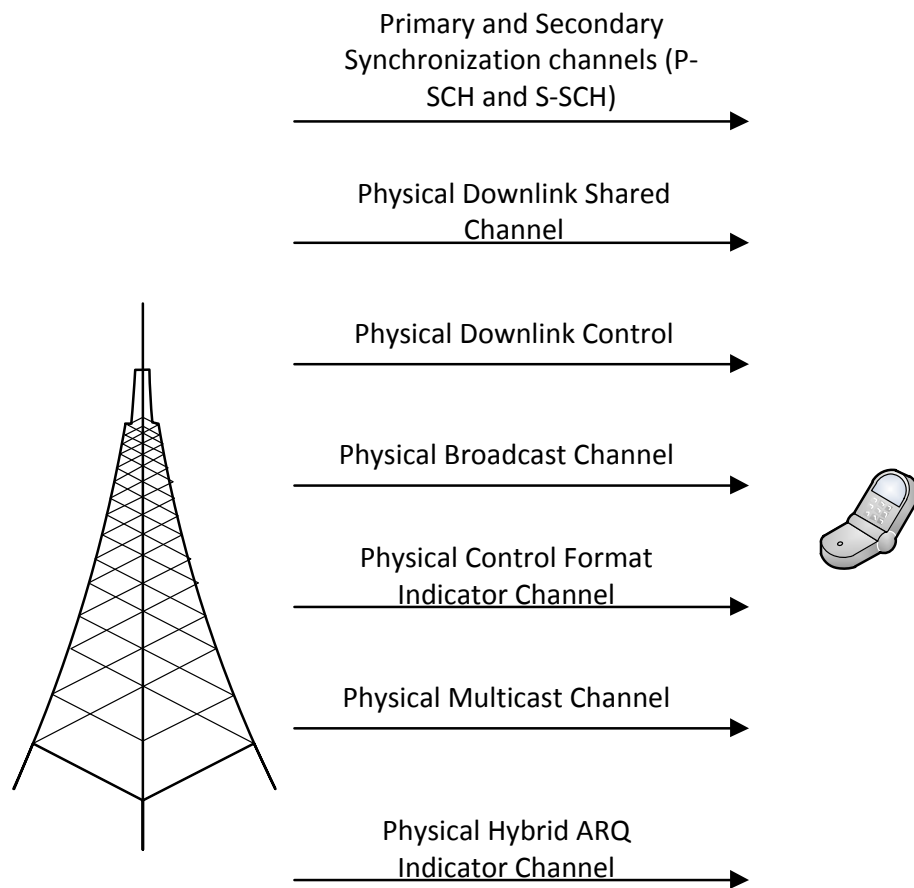 Primary and Secondary
Synchronization channels (P-
SCH and S-SCH)
Physical Downlink Shared
Channel
Physical Downlink Control
Physical Broadcast Channel
Physical Control Format
Indicator Channel
Physical Multicast Channel
Physical Hybrid ARQ
Indicator Channel